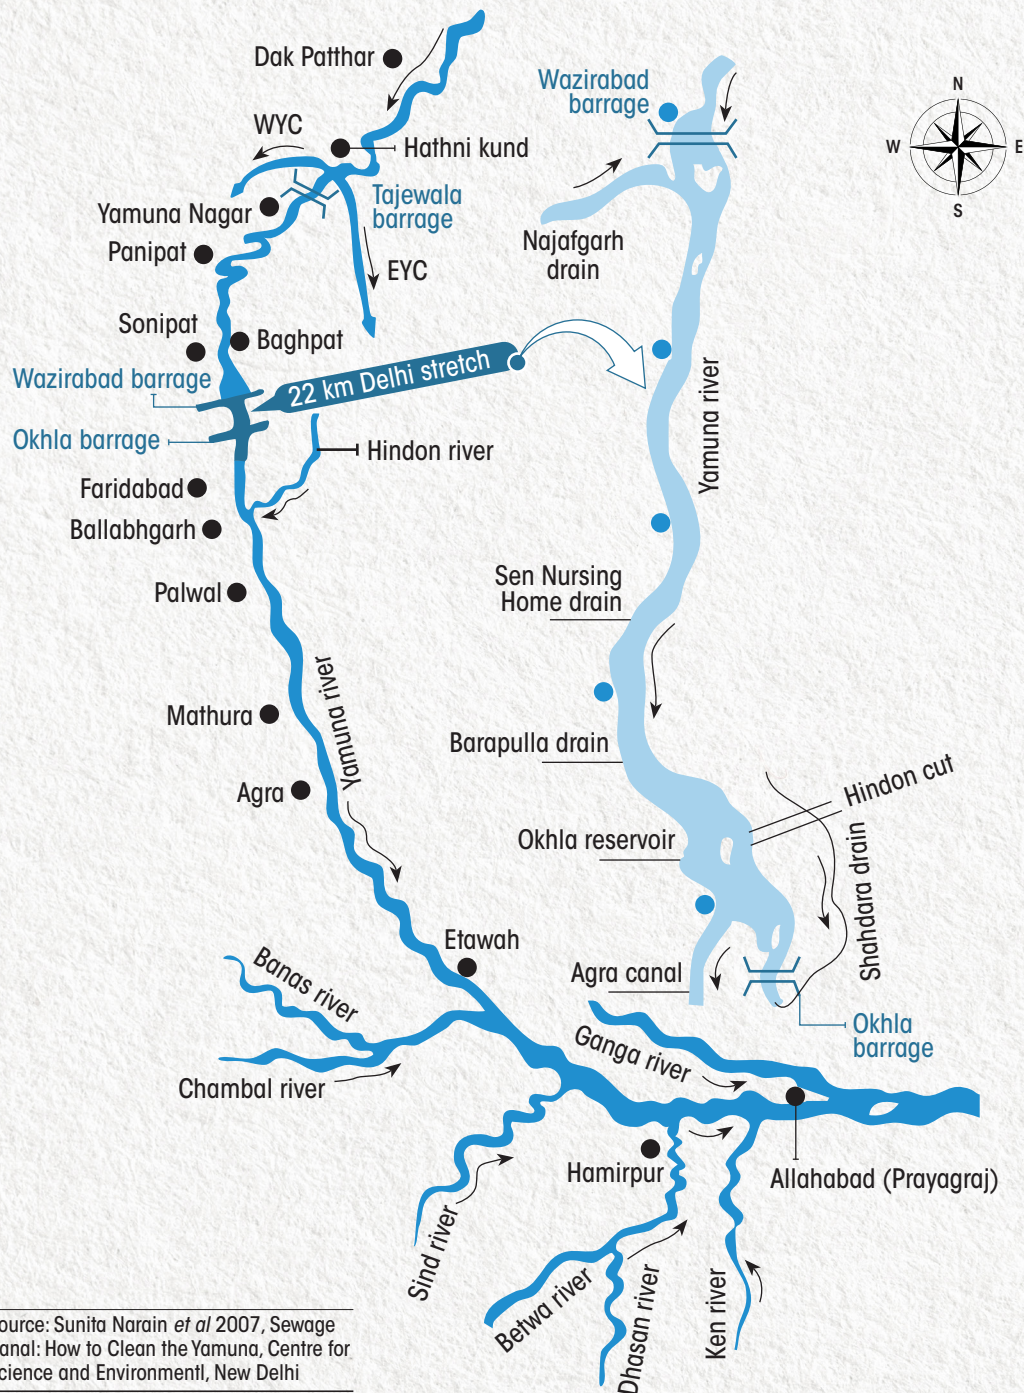 Dak Patthar
WYC
Hathni kund
Tajewala
barrage
Yamuna Nagar
Panipat
EYC
Sonipat
Baghpat
Wazirabad barrage
22 km Delhi stretch
Okhla barrage
Hindon river
Faridabad
Ballabhgarh
Palwal
Yamuna river
Mathura
Agra
Etawah
Banas river
Chambal river
Sind river
Hamirpur
Betwa river
Dhasan river
Ken river
Ganga river
Allahabad (Prayagraj)
Wazirabad
barrage
Najafgarh
drain
Yamuna river
Sen Nursing
Home drain
Barapulla drain
Hindon cut
Okhla reservoir
Shahdara drain
Agra canal
Okhla
barrage
N
W
E
S
ource: Sunita Narain et al 2007, Sewage
anal: How to Clean the Yamuna, Centre for
cience and Environmentl, New Delhi